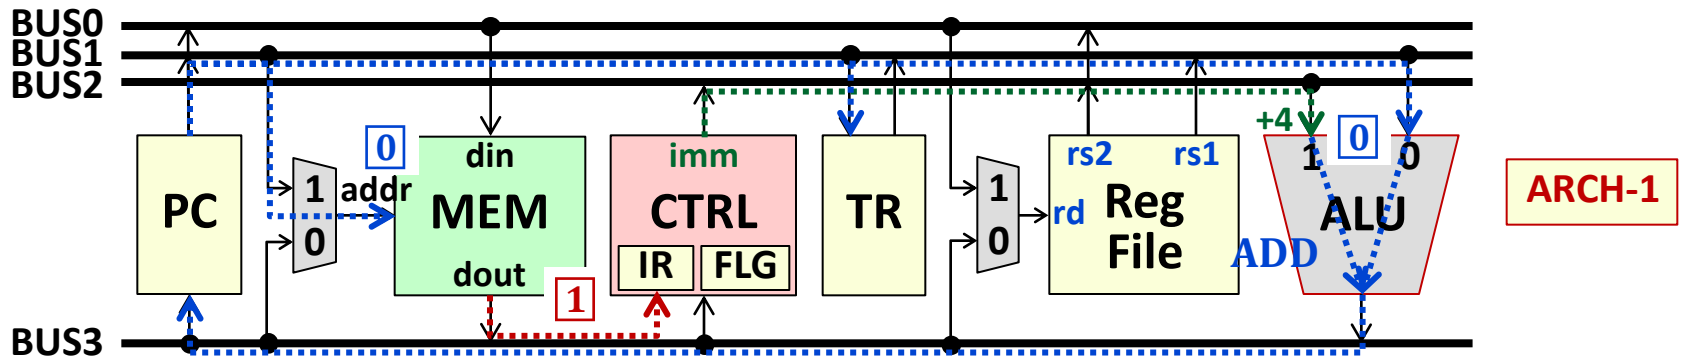 BUS0
BUS1
BUS2
+4
0
din
imm
rs2
rs1
1
0
0
PC
1
addr
0
MEM
CTRL
TR
1
0
rd
Reg
File
ALU
ARCH-1
IR
FLG
dout
1
ADD
BUS3